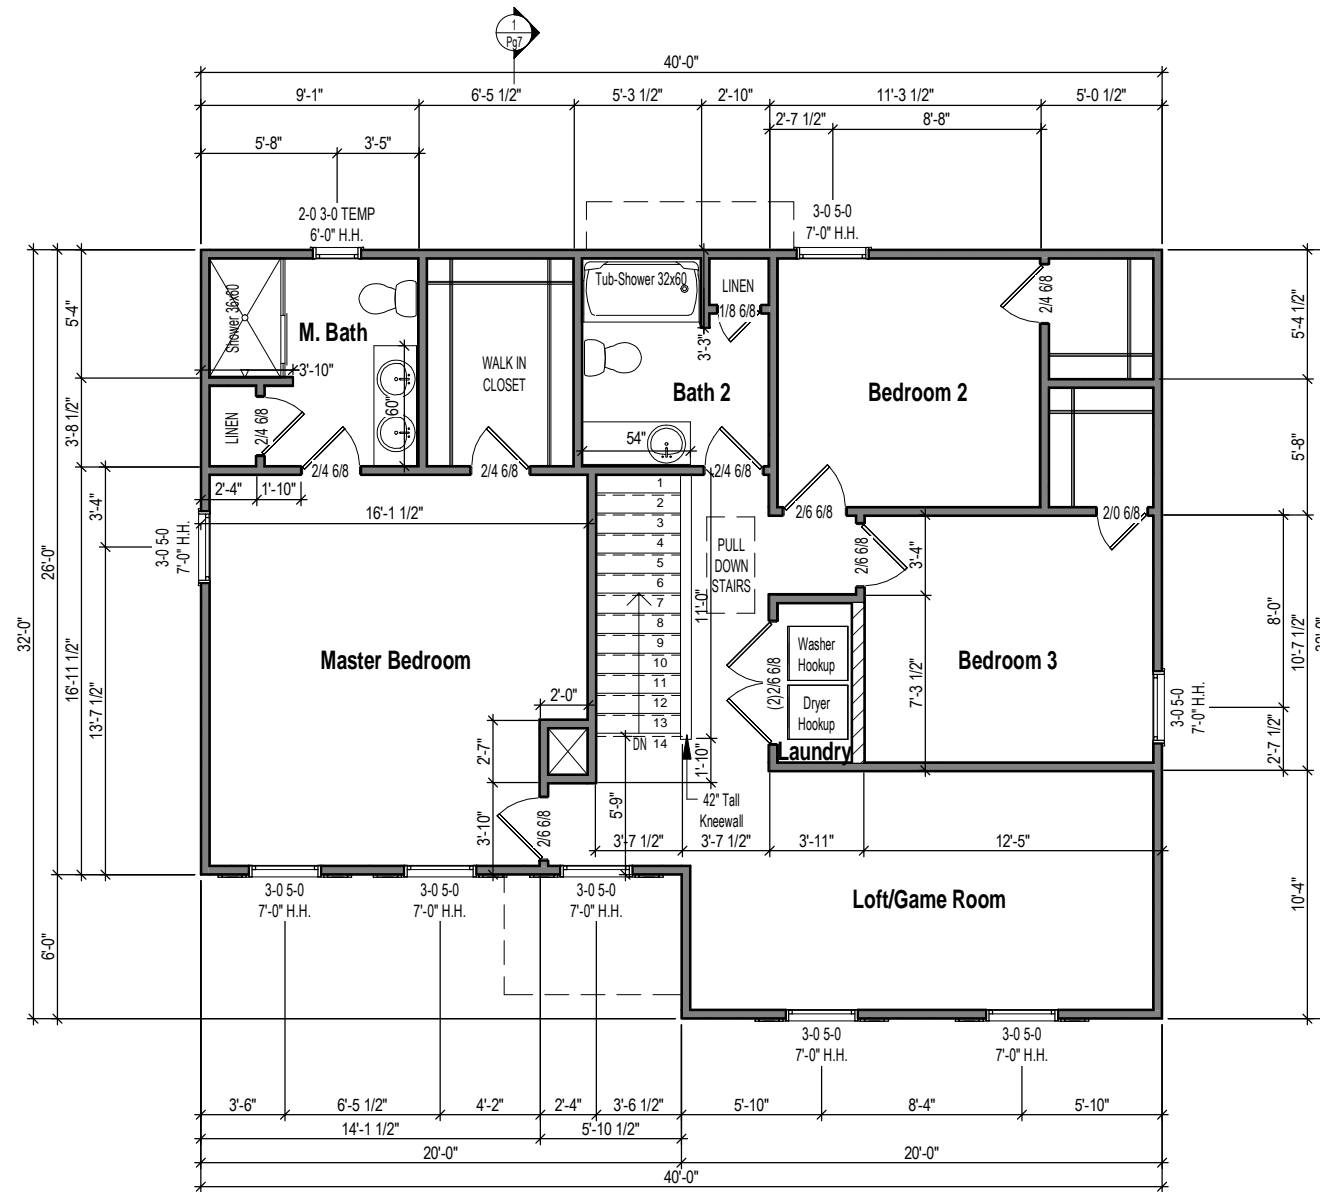 1
Pg7
40'-0"
9'-1"
6'-5 1/2"
5'-3 1/2"
2'-10"
11'-3 1/2"
5'-0 1/2"
2'-7 1/2"
8'-8"
5'-8"
3'-5"
2-0 3-0 TEMP
6'-0" H.H.
3-0 5-0
7'-0" H.H.
Shower 36x60
M. Bath
3'-10"
60"
LINEN
2/4 6/8
2/4 6/8
WALK IN
CLOSET
2/4 6/8
Tub-Shower 32x60
LINEN
1/8 6/8
3'-3"
Bath 2
54"
2/4 6/8
Bedroom 2
2/4 6/8
2/6 6/8
2/0 6/8
5'-4"
3'-8 1/2"
3'-4"
26'-0"
32'-0"
16'-11 1/2"
13'-7 1/2"
6'-0"
2'-4"
1'-10"
16'-1 1/2"
3-0 5-0
7'-0" H.H.
Master Bedroom
2'-0"
2'-7"
3'-10"
2/6 6/8
1
2
3
4
5
6
7
8
9
10
11
12
13
DN
14
11'-0"
1'-10"
5'-9"
PULL
DOWN
STAIRS
42" Tall
Kneewall
2/6 6/8
3'-4"
7'-3 1/2"
Washer
Hookup
Dryer
Hookup
(2)2/6 6/8
Laundry
Bedroom 3
3-0 5-0
7'-0" H.H.
5'-4 1/2"
5'-8"
8'-0"
10'-7 1/2"
2'-7 1/2"
10'-4"
3'-7 1/2"
3'-7 1/2"
3'-11"
12'-5"
Loft/Game Room
3-0 5-0
7'-0" H.H.
3-0 5-0
7'-0" H.H.
3-0 5-0
7'-0" H.H.
3-0 5-0
7'-0" H.H.
3-0 5-0
7'-0" H.H.
3'-6"
6'-5 1/2"
4'-2"
2'-4"
3'-6 1/2"
5'-10"
8'-4"
5'-10"
14'-1 1/2"
5'-10 1/2"
20'-0"
20'-0"
40'-0"